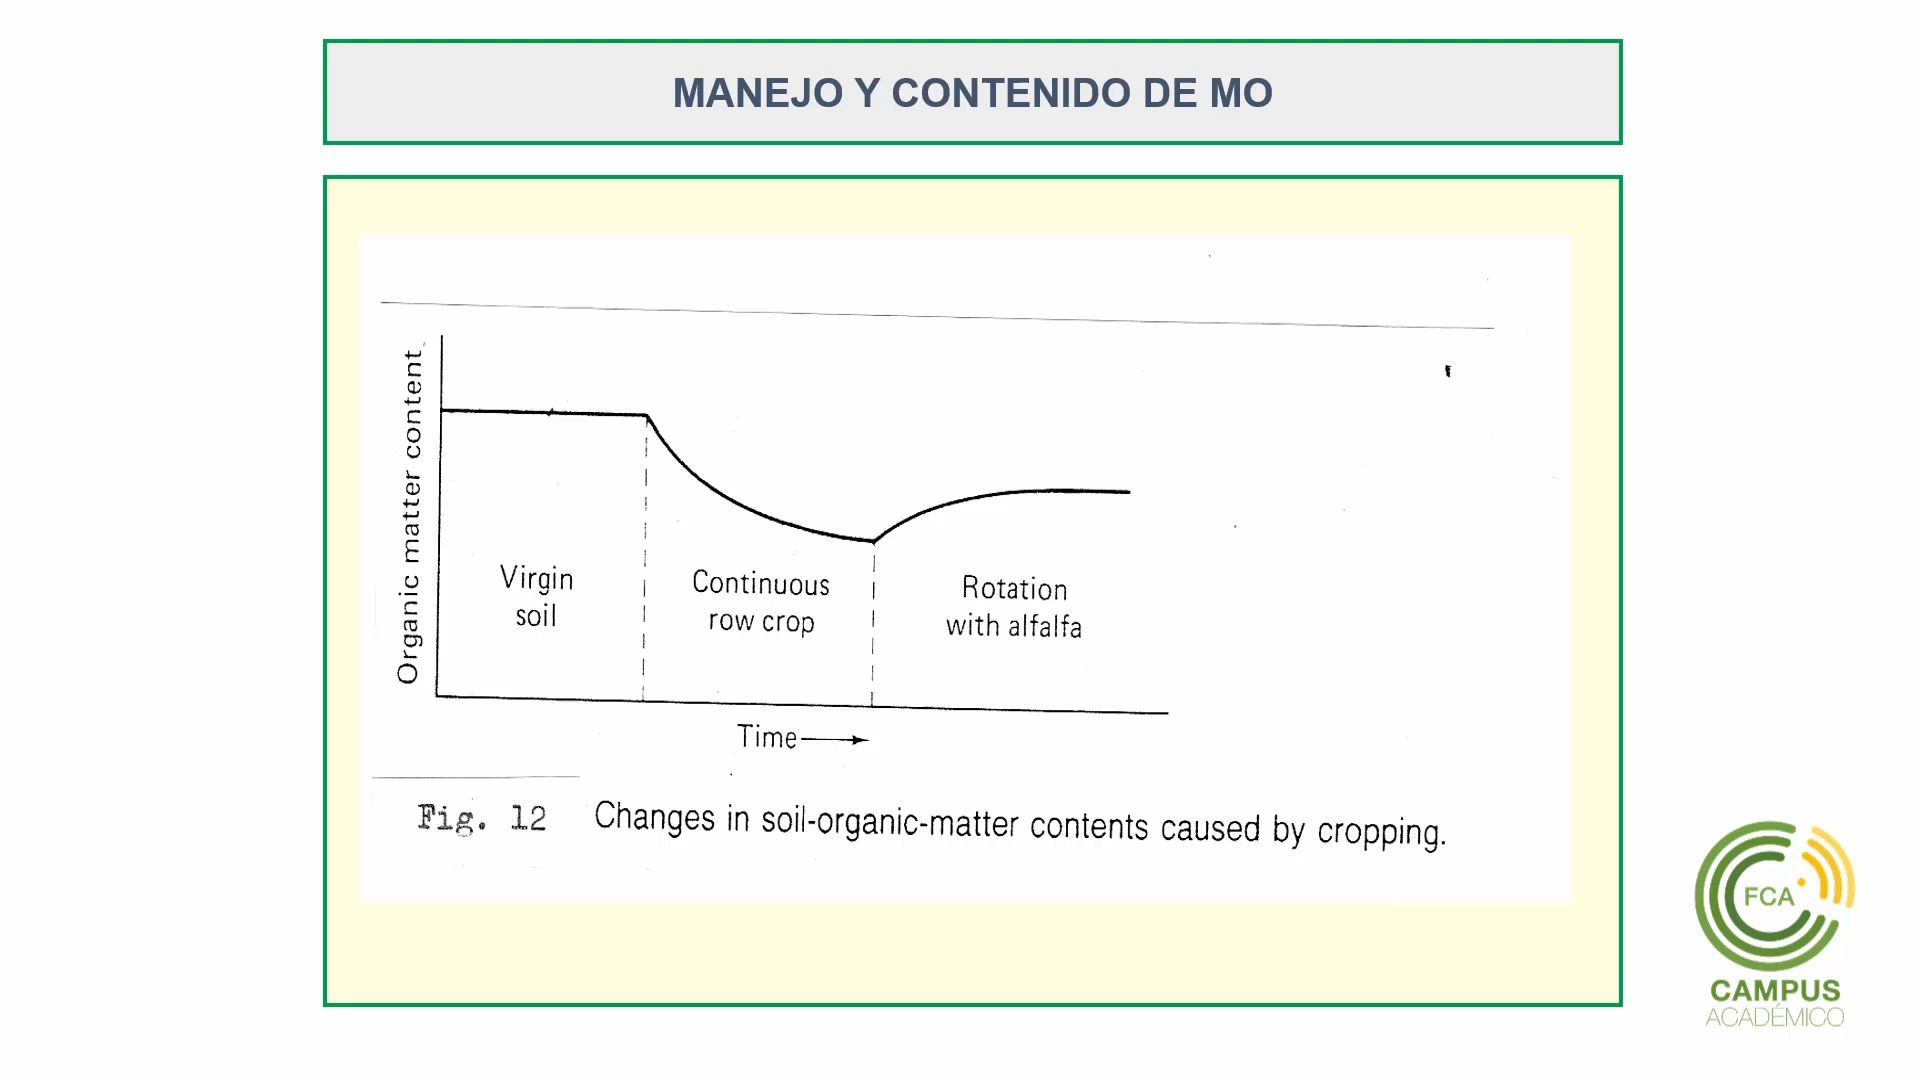 MANEJO Y CONTENIDO DE MO
Organic matter content
Virgin
soil
Continuous
row crop
Rotation
with alfalfa
Time
Fig. 12 Changes in soil-organic-matter contents caused by cropping.
FCA
CAMPUS
ACADÉMICO